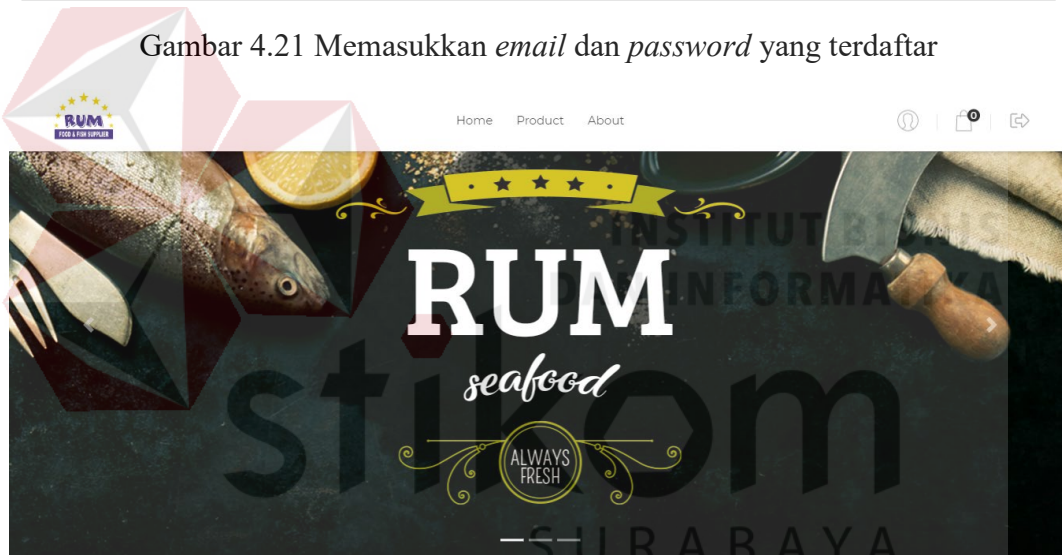 Gambar 4.21 Memasukkan email dan password yang terdaftar
RUM
FOOD & FISH SUPPLIER
Home Product About
0
RUM
seafood
ALWAYS
FRESH
INSTITUT BISNIS
DAN INFORMATIKA
stikom
SURABAYA